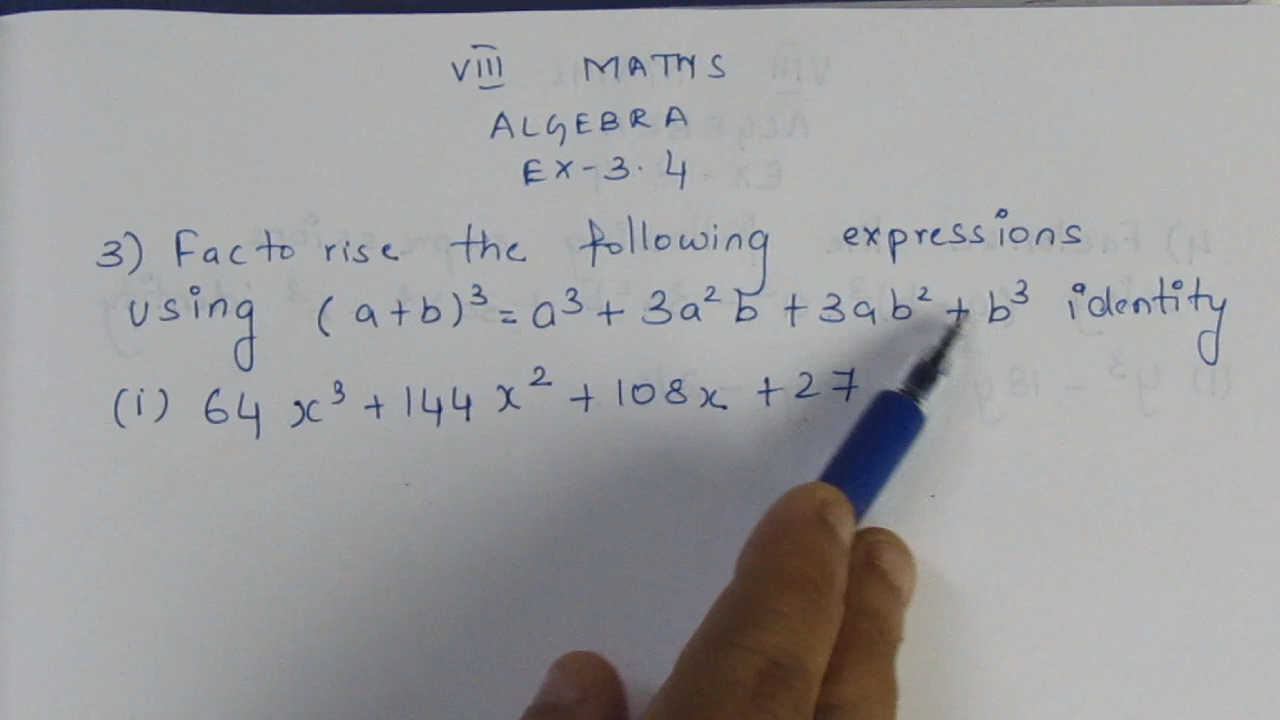 VIII MATHS
ALGEBRA
EX-3.4
3) Factorise the following expressions
using (a+b)³ = a³ + 3a²b + 3ab² + b³ identity
(i) 64x³ + 144x² + 108x + 27